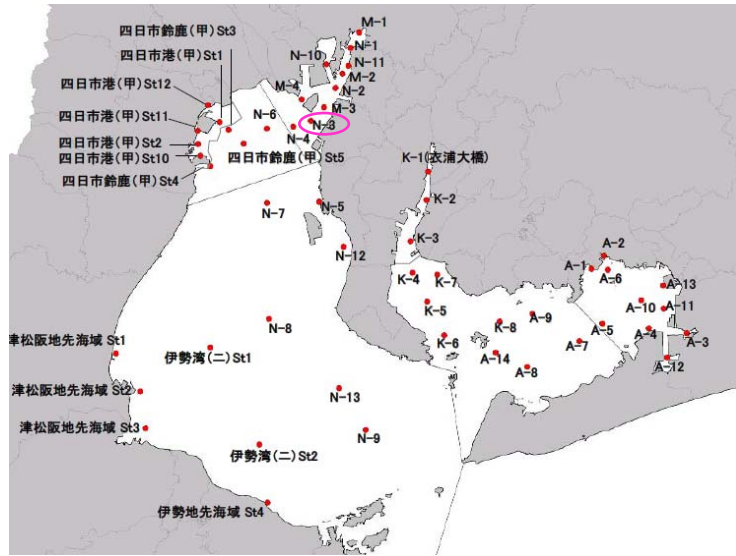 四日市鈴鹿(甲)St3
四日市港(甲)St1
四日市港(甲)St12
四日市港(甲)St11
四日市港(甲)St2
四日市港(甲)St10
四日市鈴鹿(甲)St4
M-1
N-1
N-10
N-11
M-2
M-4
N-2
M-3
N-6
N-3
N-4
四日市鈴鹿(甲)St5
K-1(衣浦大橋)
K-2
N-7
N-5
N-12
K-3
K-4
K-7
A-2
A-1
A-6
A-13
A-10
A-11
K-5
A-9
N-8
K-8
A-5
A-4
A-3
K-6
A-7
津松阪地先海域 St1
伊勢湾(二)St1
A-14
A-12
A-8
津松阪地先海域 St2
N-13
津松阪地先海域 St3
N-9
伊勢湾(二)St2
伊勢地先海域 St4